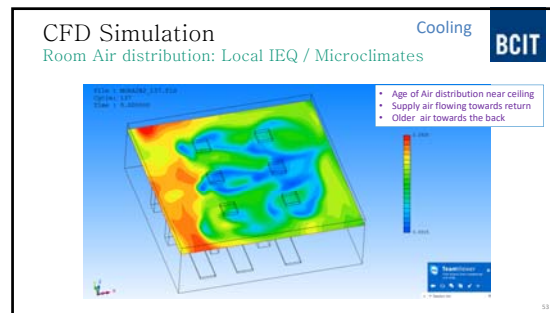 CFD Simulation
Cooling
BCIT
Room Air distribution: Local IEQ / Microclimates
• Age of Air distribution near ceiling
• Supply air flowing towards return
• Older air towards the back
TeamViewer
53